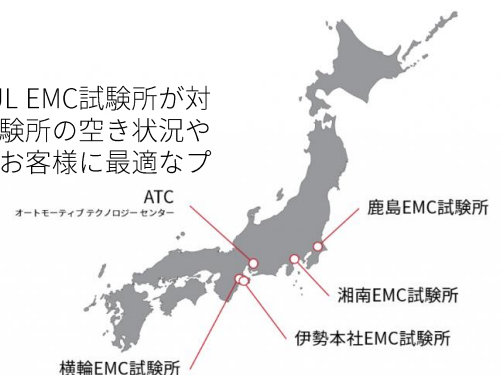 UL EMC試験所が対
験所の空き状況や
お客様に最適なプ
ATC
オートモーティブ テクノロジー センター
鹿島EMC試験所
湘南EMC試験所
伊勢本社EMC試験所
横輪EMC試験所